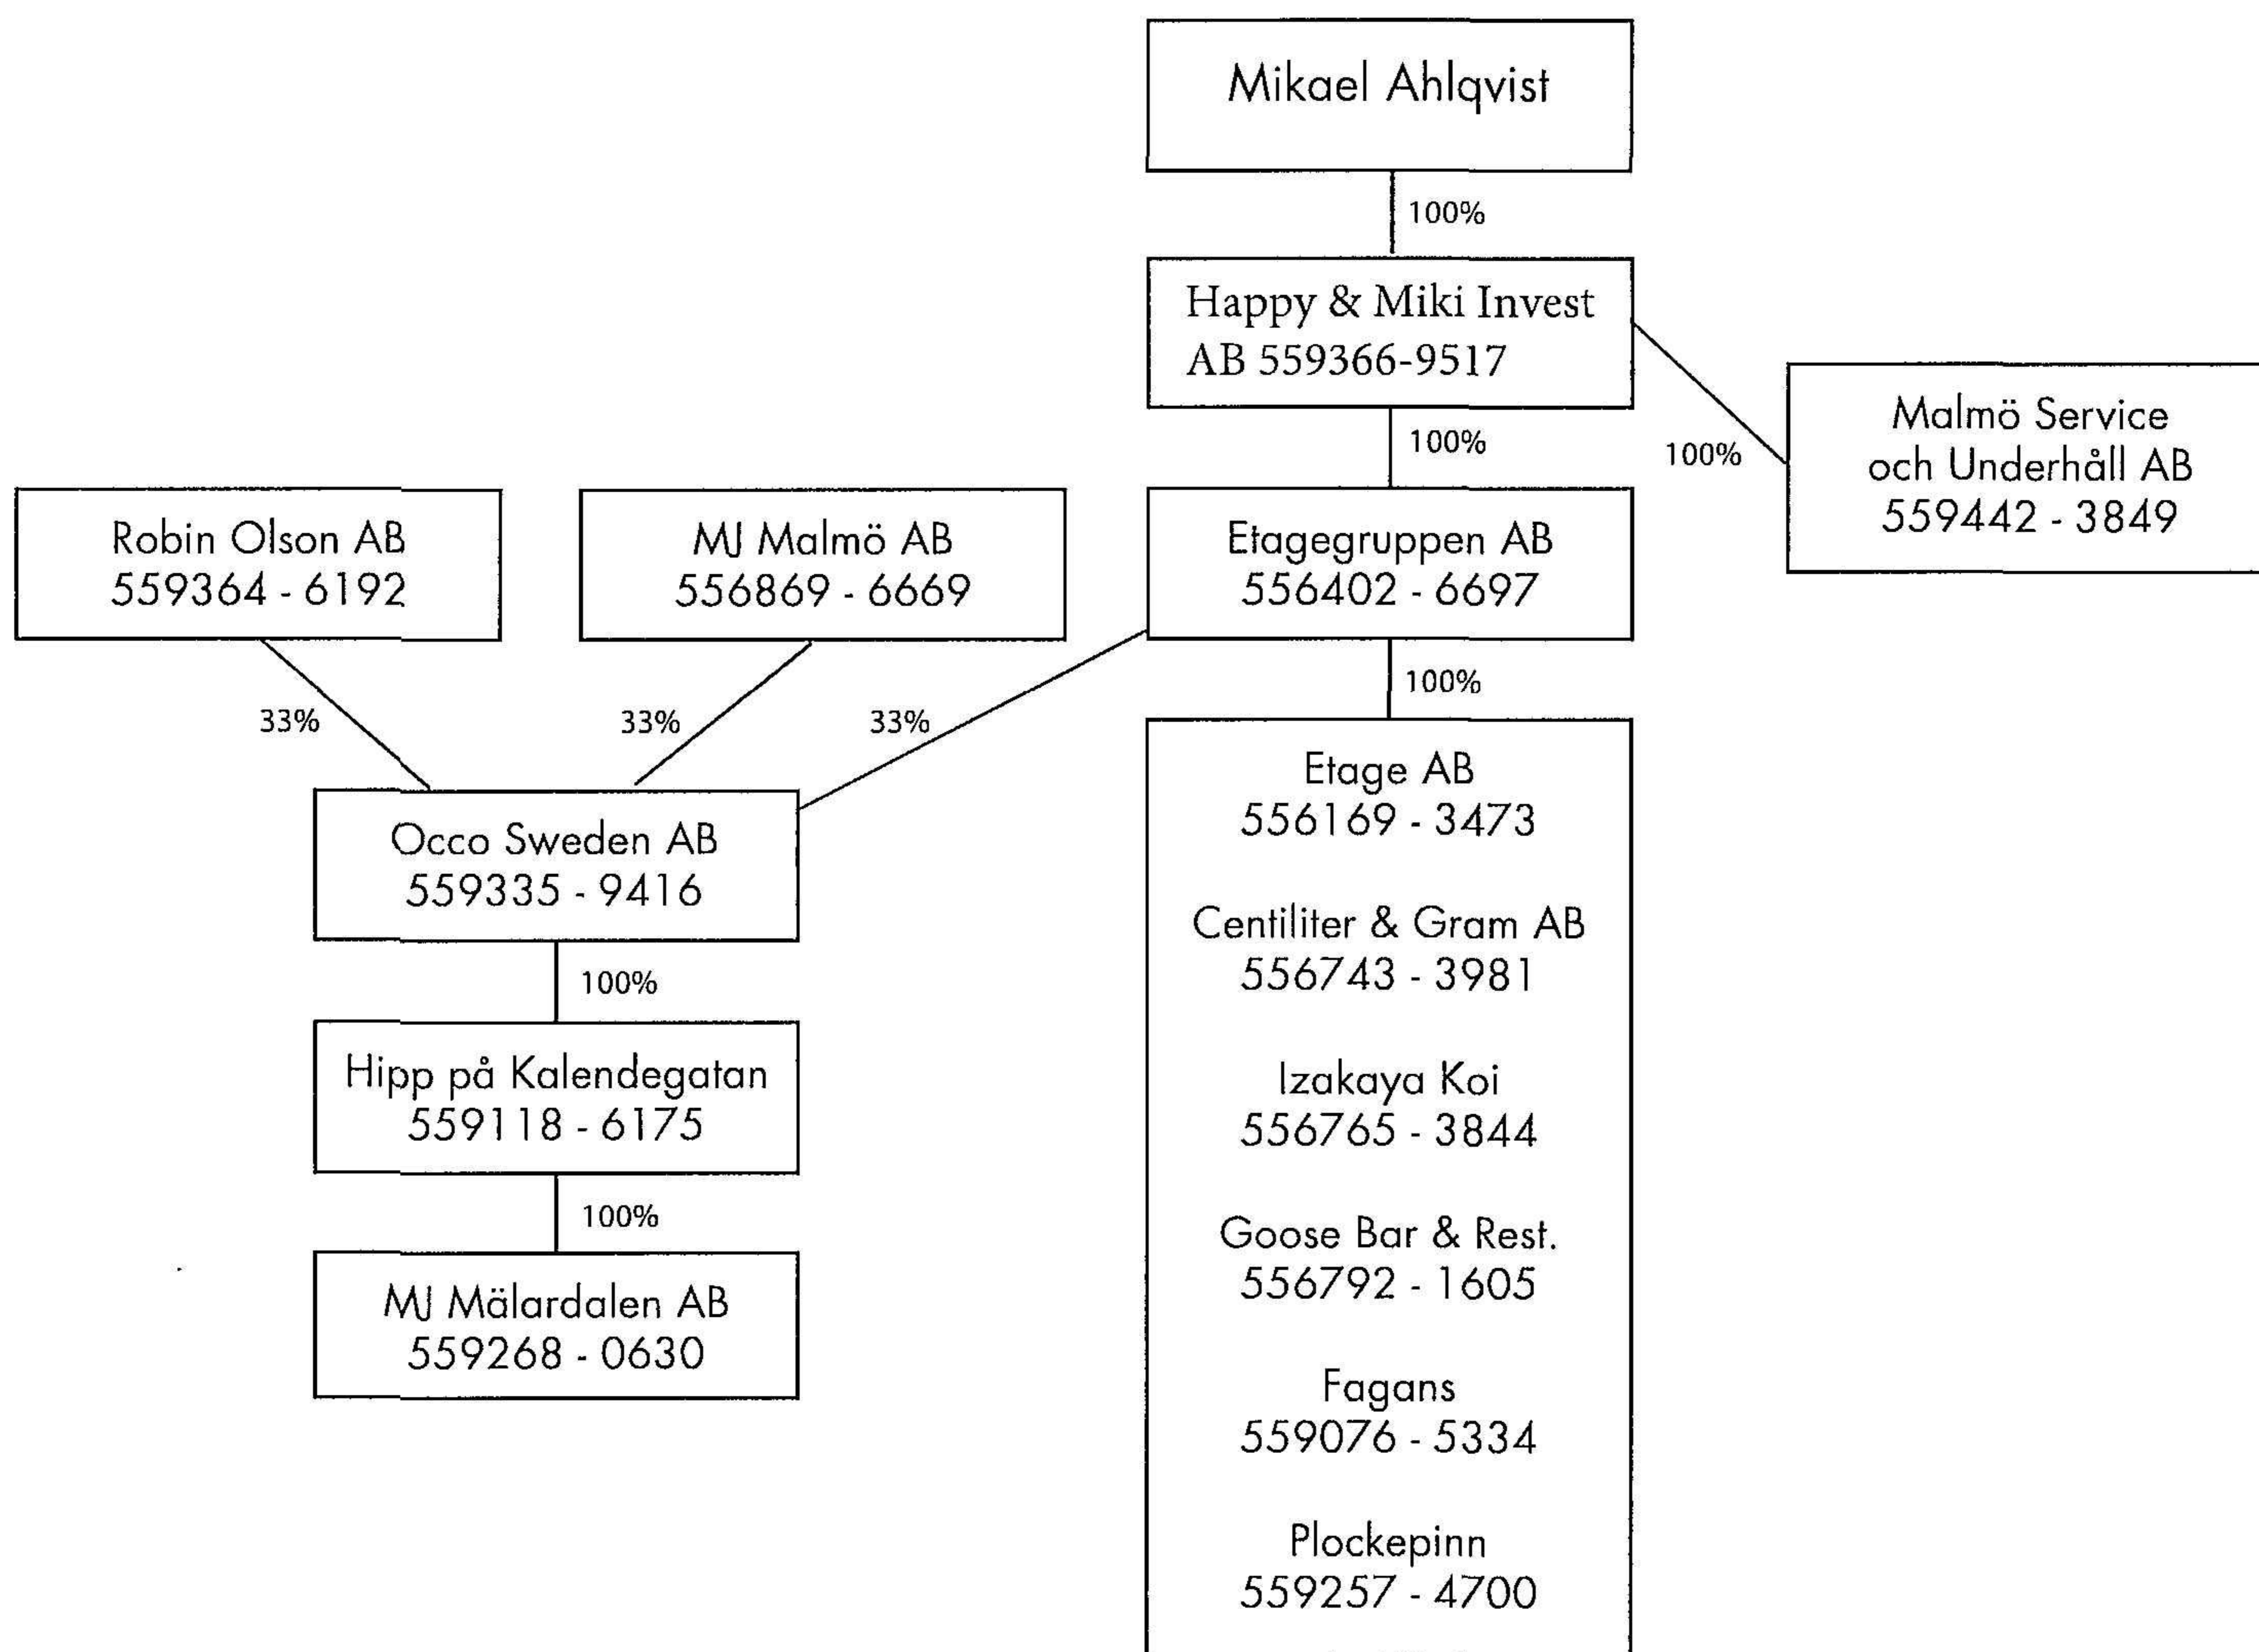 Mikael Ahlqvist
100%
Happy & Miki Invest
AB 559366-9517
100%
100%
Malmö Service
och Underhåll AB
559442 - 3849
Robin Olson AB
559364 - 6192
MJ Malmö AB
556869 - 6669
Etagegruppen AB
556402 - 6697
33%
33%
33%
100%
Occo Sweden AB
559335 - 9416
100%
Hipp på Kalendegatan
559118 - 6175
100%
MJ Mälardalen AB
559268 - 0630
Etage AB
556169 - 3473
Centiliter & Gram AB
556743 - 3981
Izakaya Koi
556765 - 3844
Goose Bar & Rest.
556792 - 1605
Fagans
559076 - 5334
Plockepinn
559257 - 4700